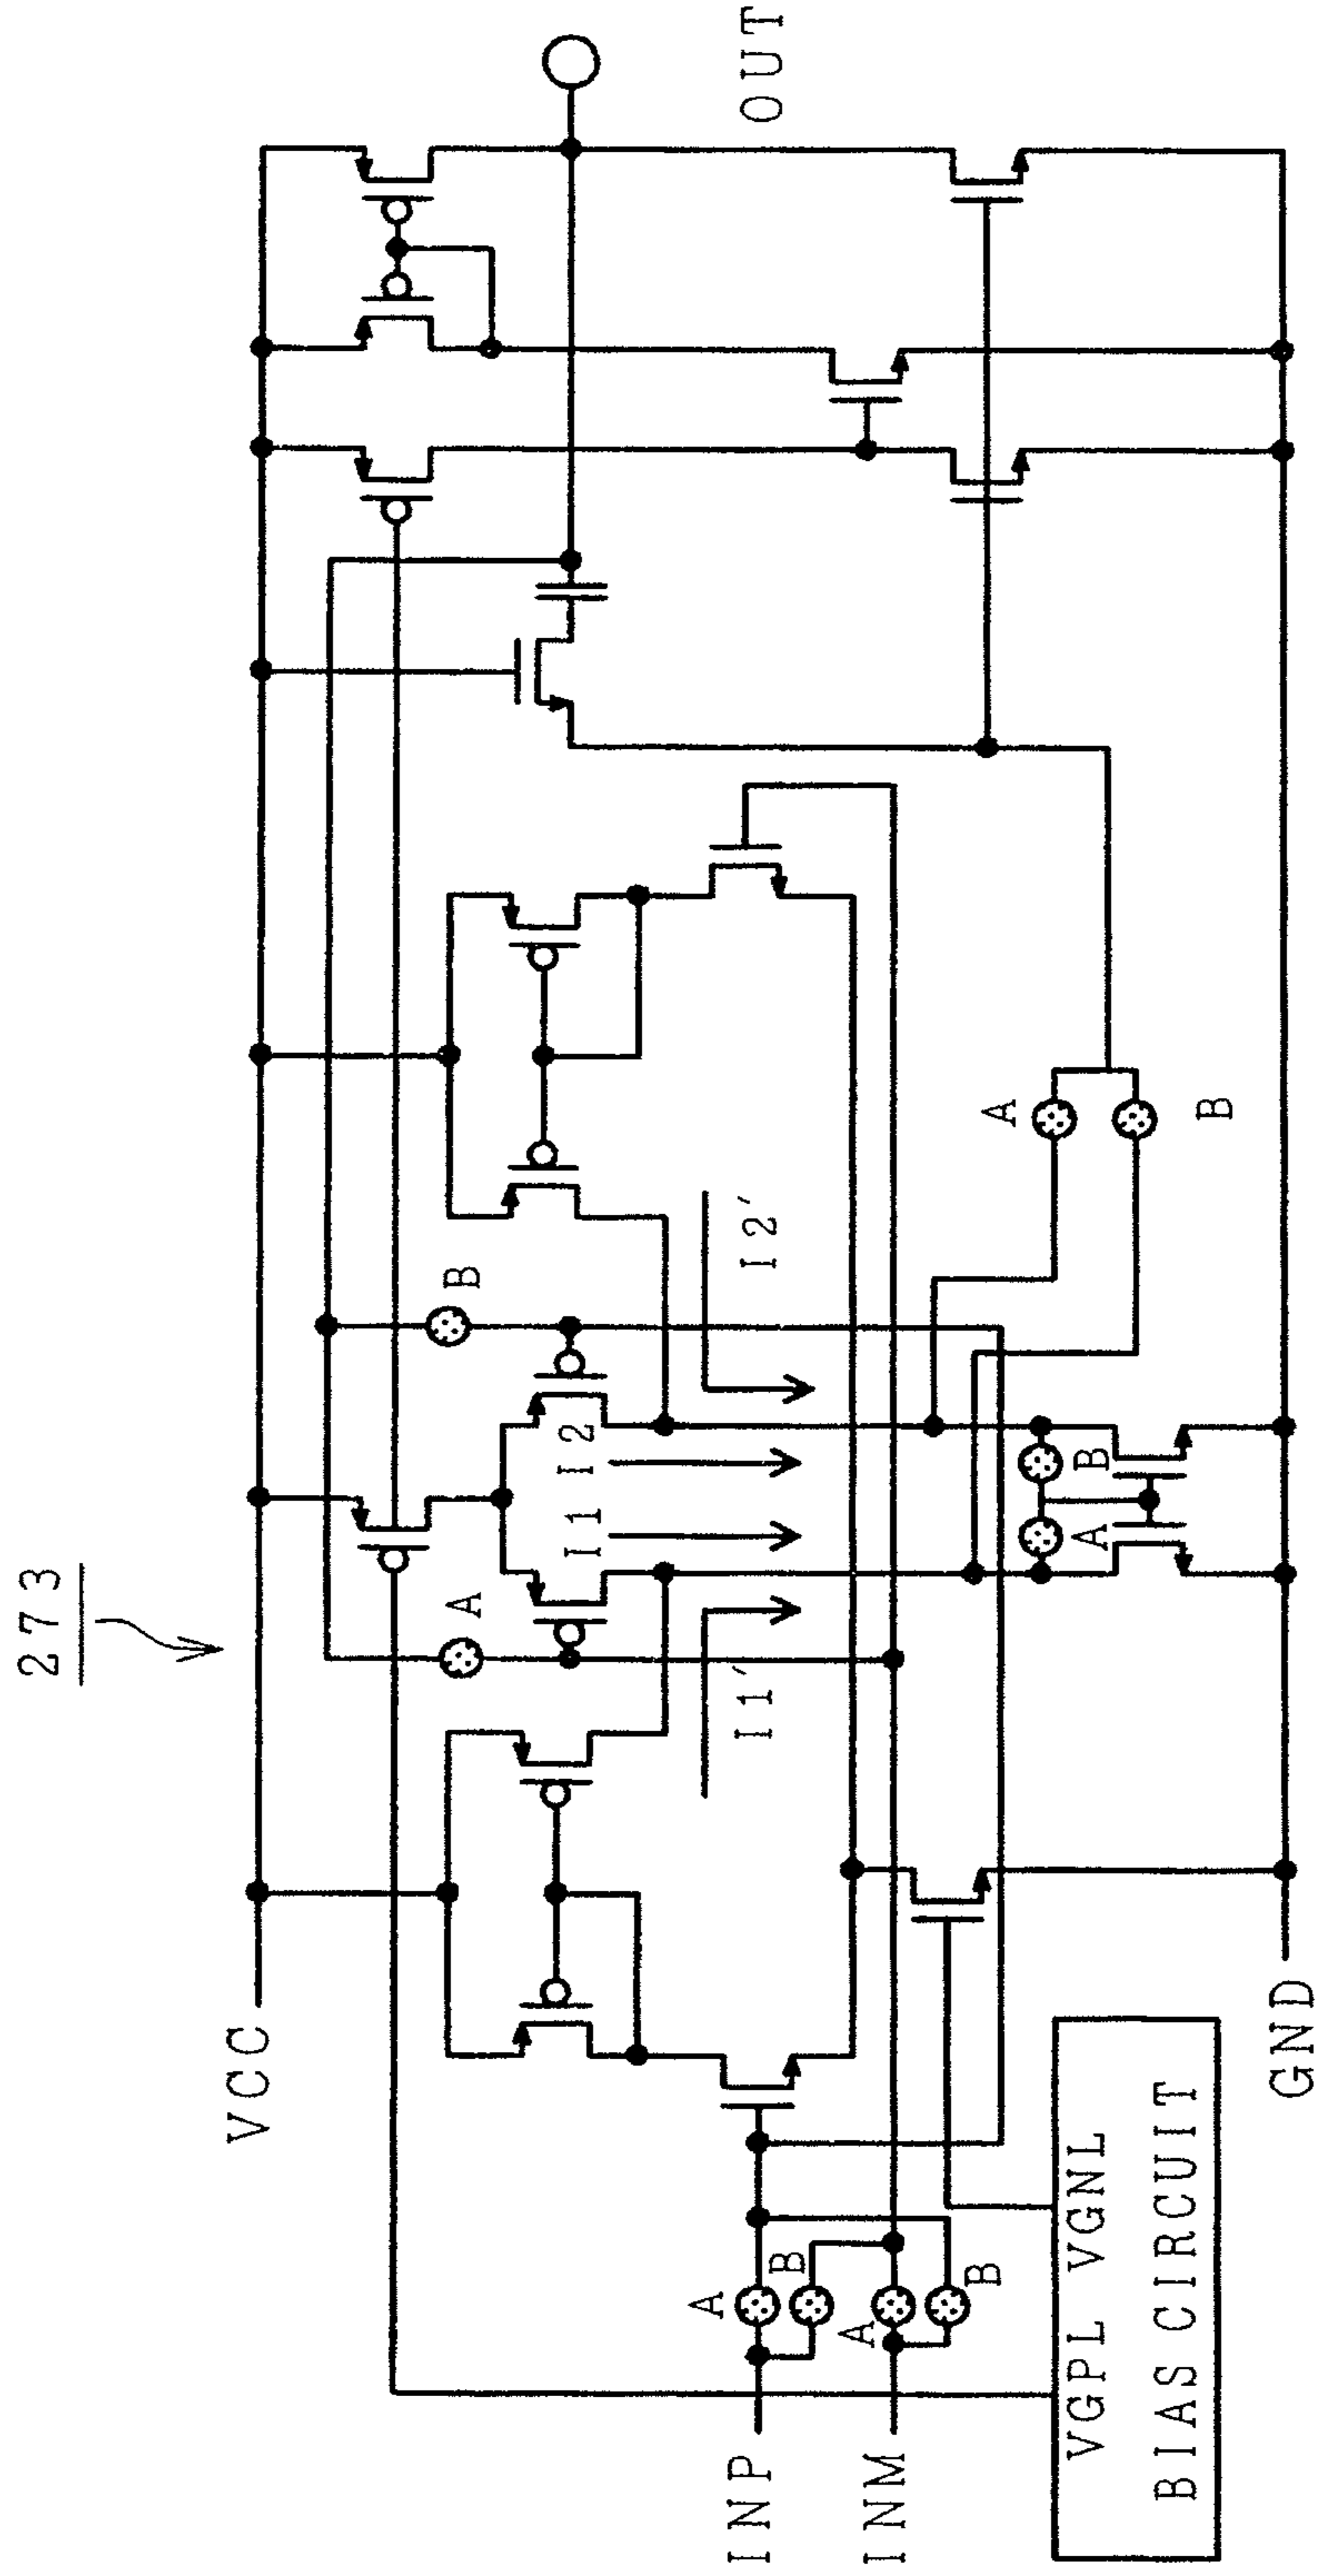 273
VCC
OUT
A
B
I1
I2
I1'
I2'
A
B
A
B
INP
A
B
INM
A
B
VGPL VGNL
BIAS CIRCUIT
GND